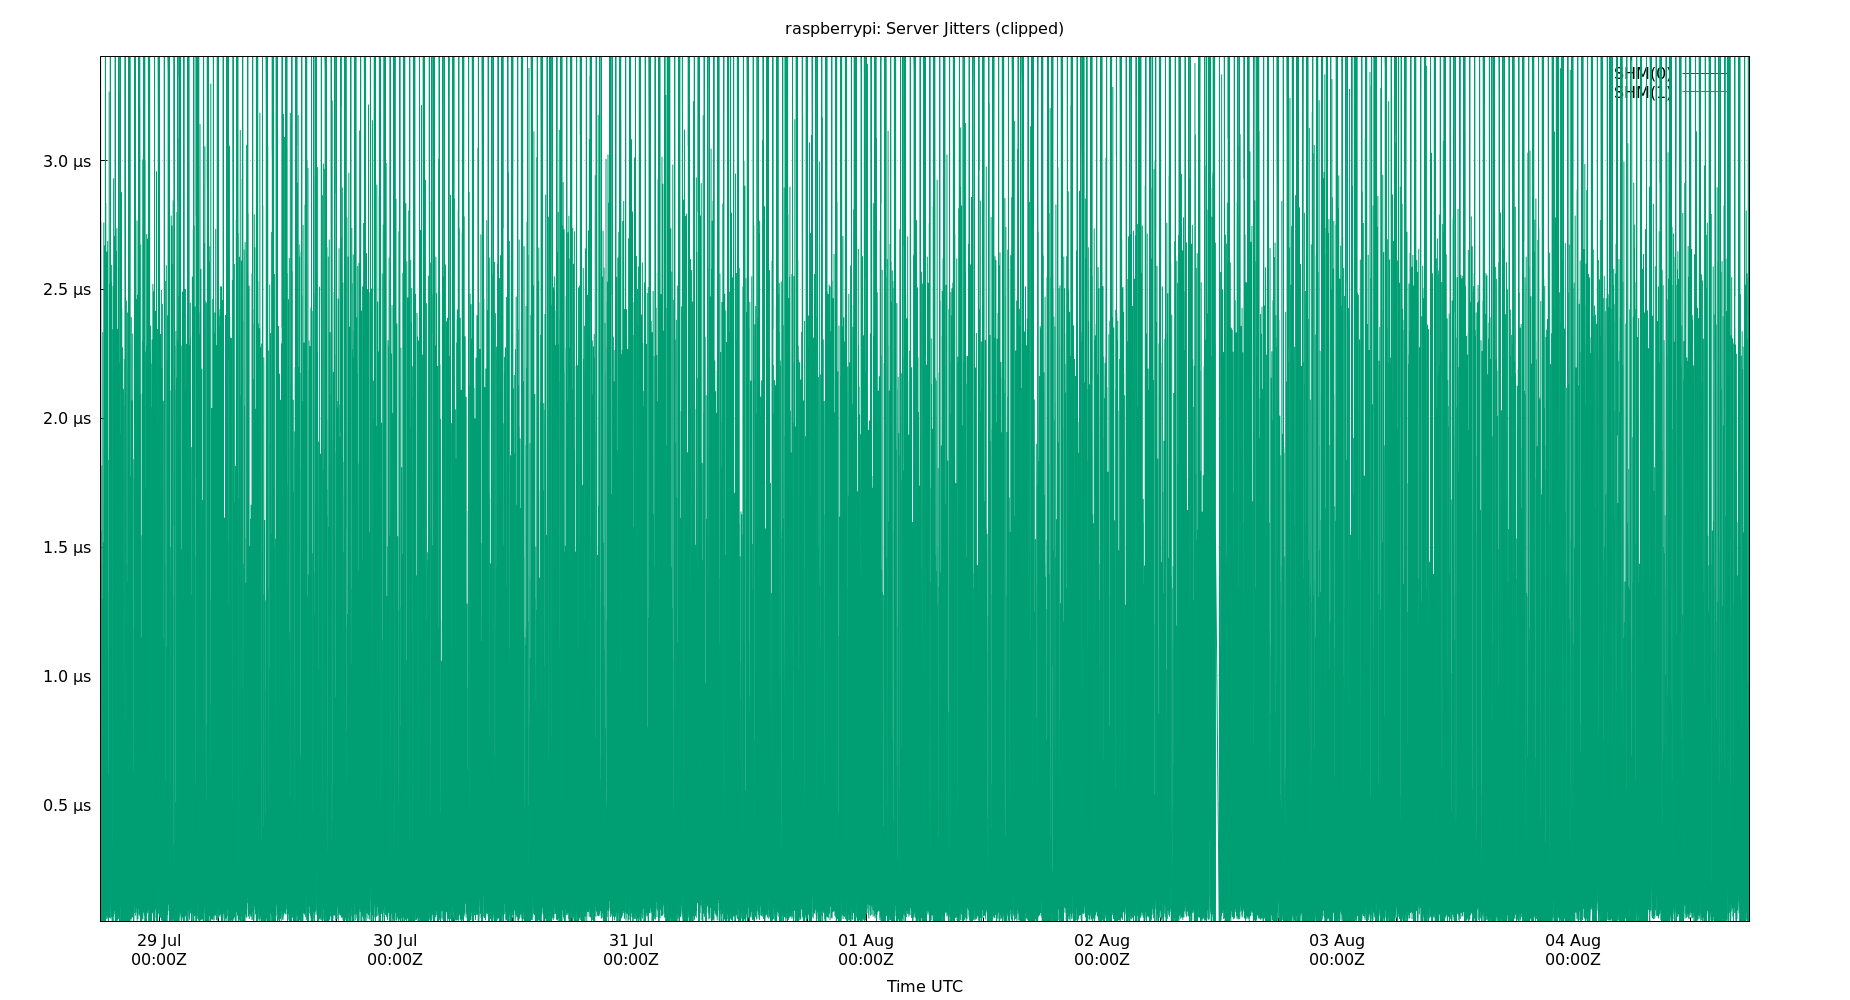 raspberrypi: Server Jitters (clipped)
SHM(0)
SHM(1)
3.0 µs
2.5 µs
2.0 µs
1.5 µs
1.0 µs
0.5 µs
29 Jul 30 Jul 31 Jul 01 Aug 02 Aug 03 Aug 04 Aug
00:00Z 00:00Z 00:00Z 00:00Z 00:00Z 00:00Z 00:00Z
Time UTC